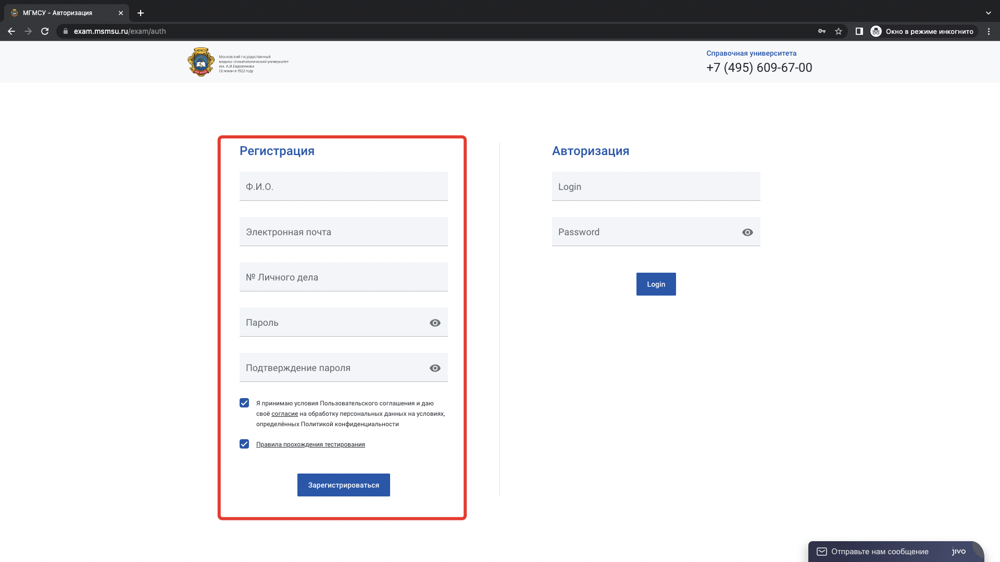 МГМСУ - Авторизация
exam.msmsu.ru/exam/auth
Окно в режиме инкогнито
МГМСУ
Московский государственный
медико-стоматологический университет
им. А.И.Евдокимова
Основан в 1922 году
Справочная университета
+7 (495) 609-67-00
Регистрация
Ф.И.О.
Электронная почта
№ Личного дела
Пароль
Подтверждение пароля
Я принимаю условия Пользовательского соглашения и даю
своё согласие на обработку персональных данных на условиях,
определённых Политикой конфиденциальности
Правила прохождения тестирования
Зарегистрироваться
Авторизация
Login
Password
Login
Отправьте нам сообщение
jivo